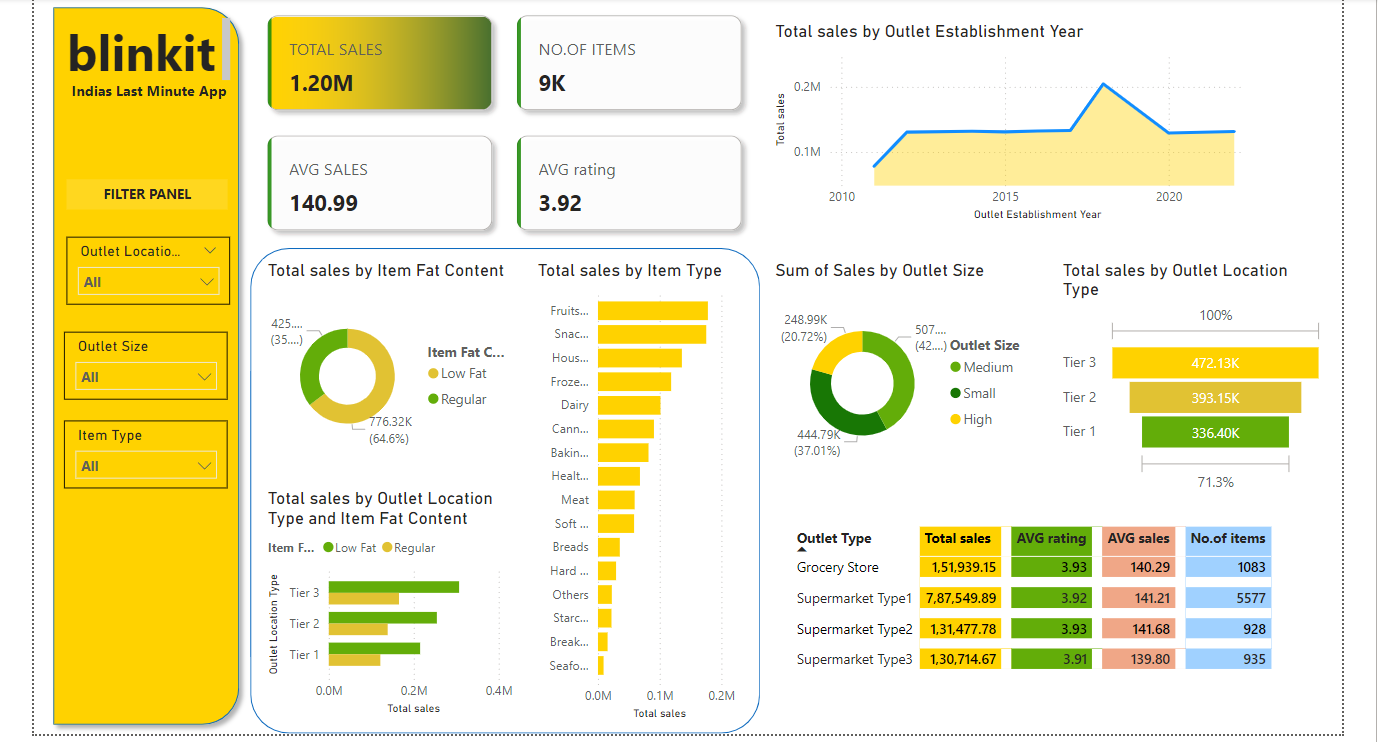 blinkit
Indias Last Minute App
FILTER PANEL
Outlet Locatio...
All
Outlet Size
All
Item Type
All
TOTAL SALES
1.20M
NO.OF ITEMS
9K
AVG SALES
140.99
AVG rating
3.92
Total sales by Outlet Establishment Year
Total sales
0.2M
0.1M
2010
2015
2020
Outlet Establishment Year
Total sales by Item Fat Content
425....
(35....)
776.32K
(64.6%)
Item Fat C...
Low Fat
Regular
Total sales by Outlet Location
Type and Item Fat Content
Item F...
Low Fat
Regular
Outlet Location Type
Tier 3
Tier 2
Tier 1
0.0M
0.2M
0.4M
Total sales
Total sales by Item Type
Fruits...
Snac...
Hous...
Froze...
Dairy
Cann...
Bakin...
Healt...
Meat
Soft ...
Breads
Hard ...
Others
Starc...
Break...
Seafo...
0.0M
0.1M
0.2M
Total sales
Sum of Sales by Outlet Size
248.99K
(20.72%)
507....
(42....)
444.79K
(37.01%)
Outlet Size
Medium
Small
High
Total sales by Outlet Location
Type
100%
Tier 3
472.13K
Tier 2
393.15K
Tier 1
336.40K
71.3%
Outlet Type Total sales AVG rating AVG sales No.of items
Grocery Store 1,51,939.15 3.93 140.29 1083
Supermarket Type1 7,87,549.89 3.92 141.21 5577
Supermarket Type2 1,31,477.78 3.93 141.68 928
Supermarket Type3 1,30,714.67 3.91 139.80 935